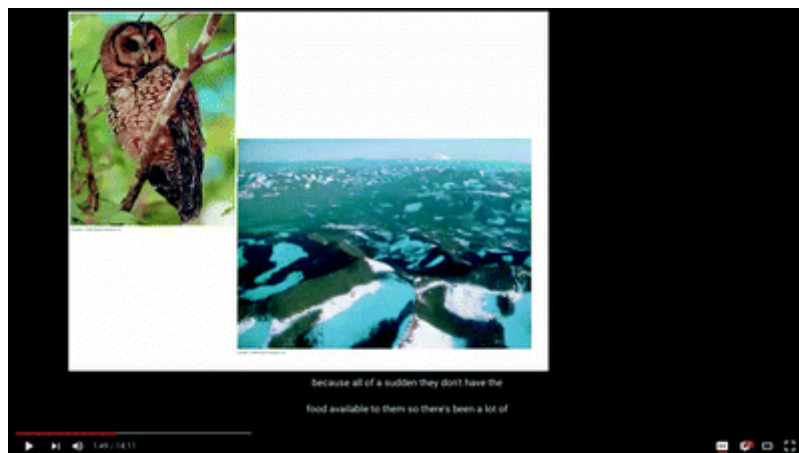 because all of a sudden they don't have the
food available to them so there's been a lot of
1:49 / 14:11